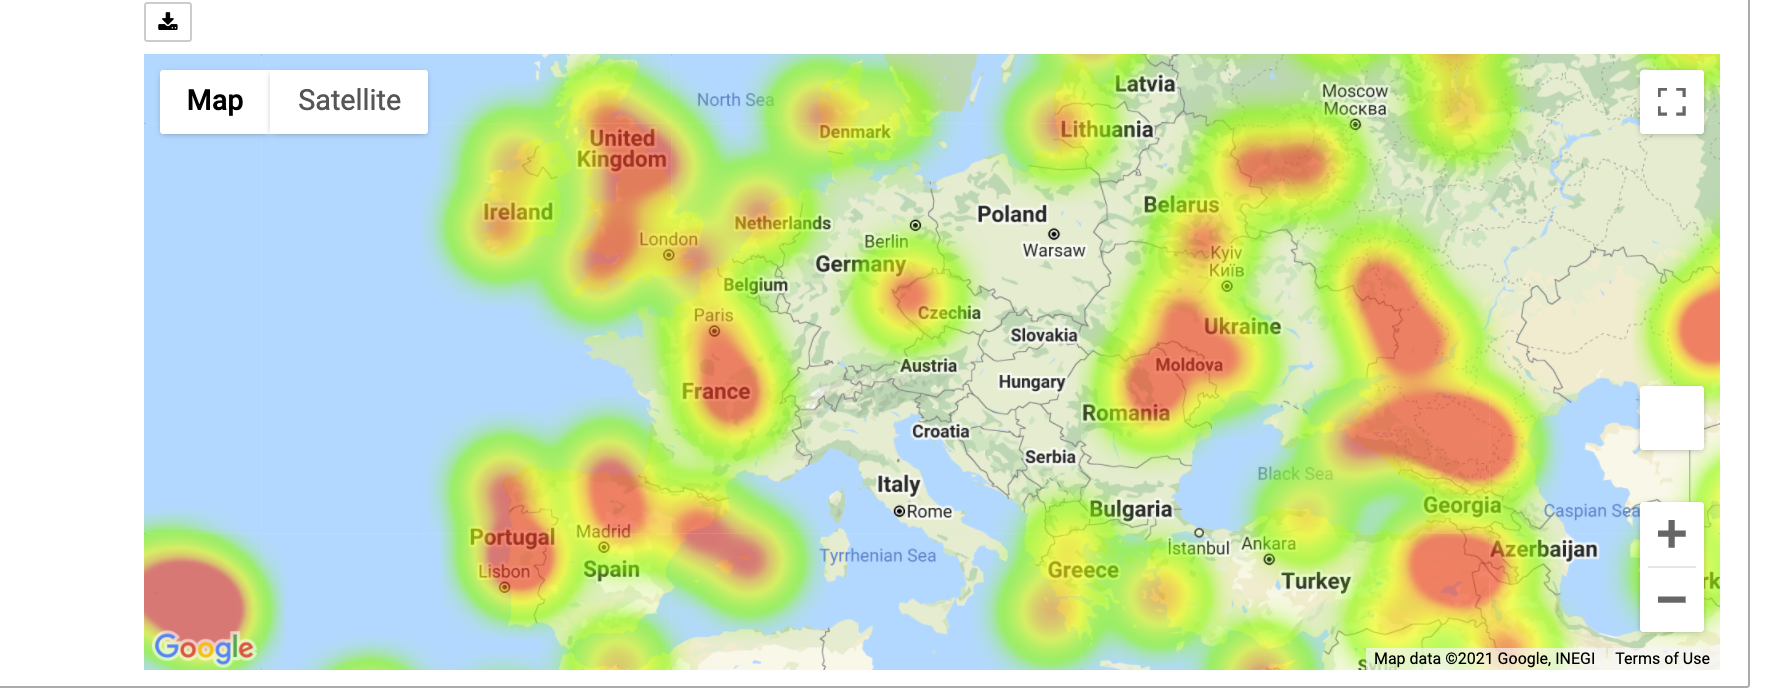 Map
Satellite
North Sea
Latvia
Moscow
Москва
Denmark
Lithuania
United
Kingdom
Ireland
Netherlands
Belarus
Poland
London
Berlin
Warsaw
Germany
Kyiv
Київ
Belgium
Czechia
Paris
Slovakia
Ukraine
Austria
Moldova
France
Hungary
Romania
Croatia
Serbia
Black Sea
Italy
Rome
Bulgaria
Georgia
Caspian Sea
Portugal
Madrid
İstanbul
Ankara
Azerbaijan
Tyrrhenian Sea
Lisbon
Spain
Greece
Turkey
Google
Map data ©2021 Google, INEGI
Terms of Use